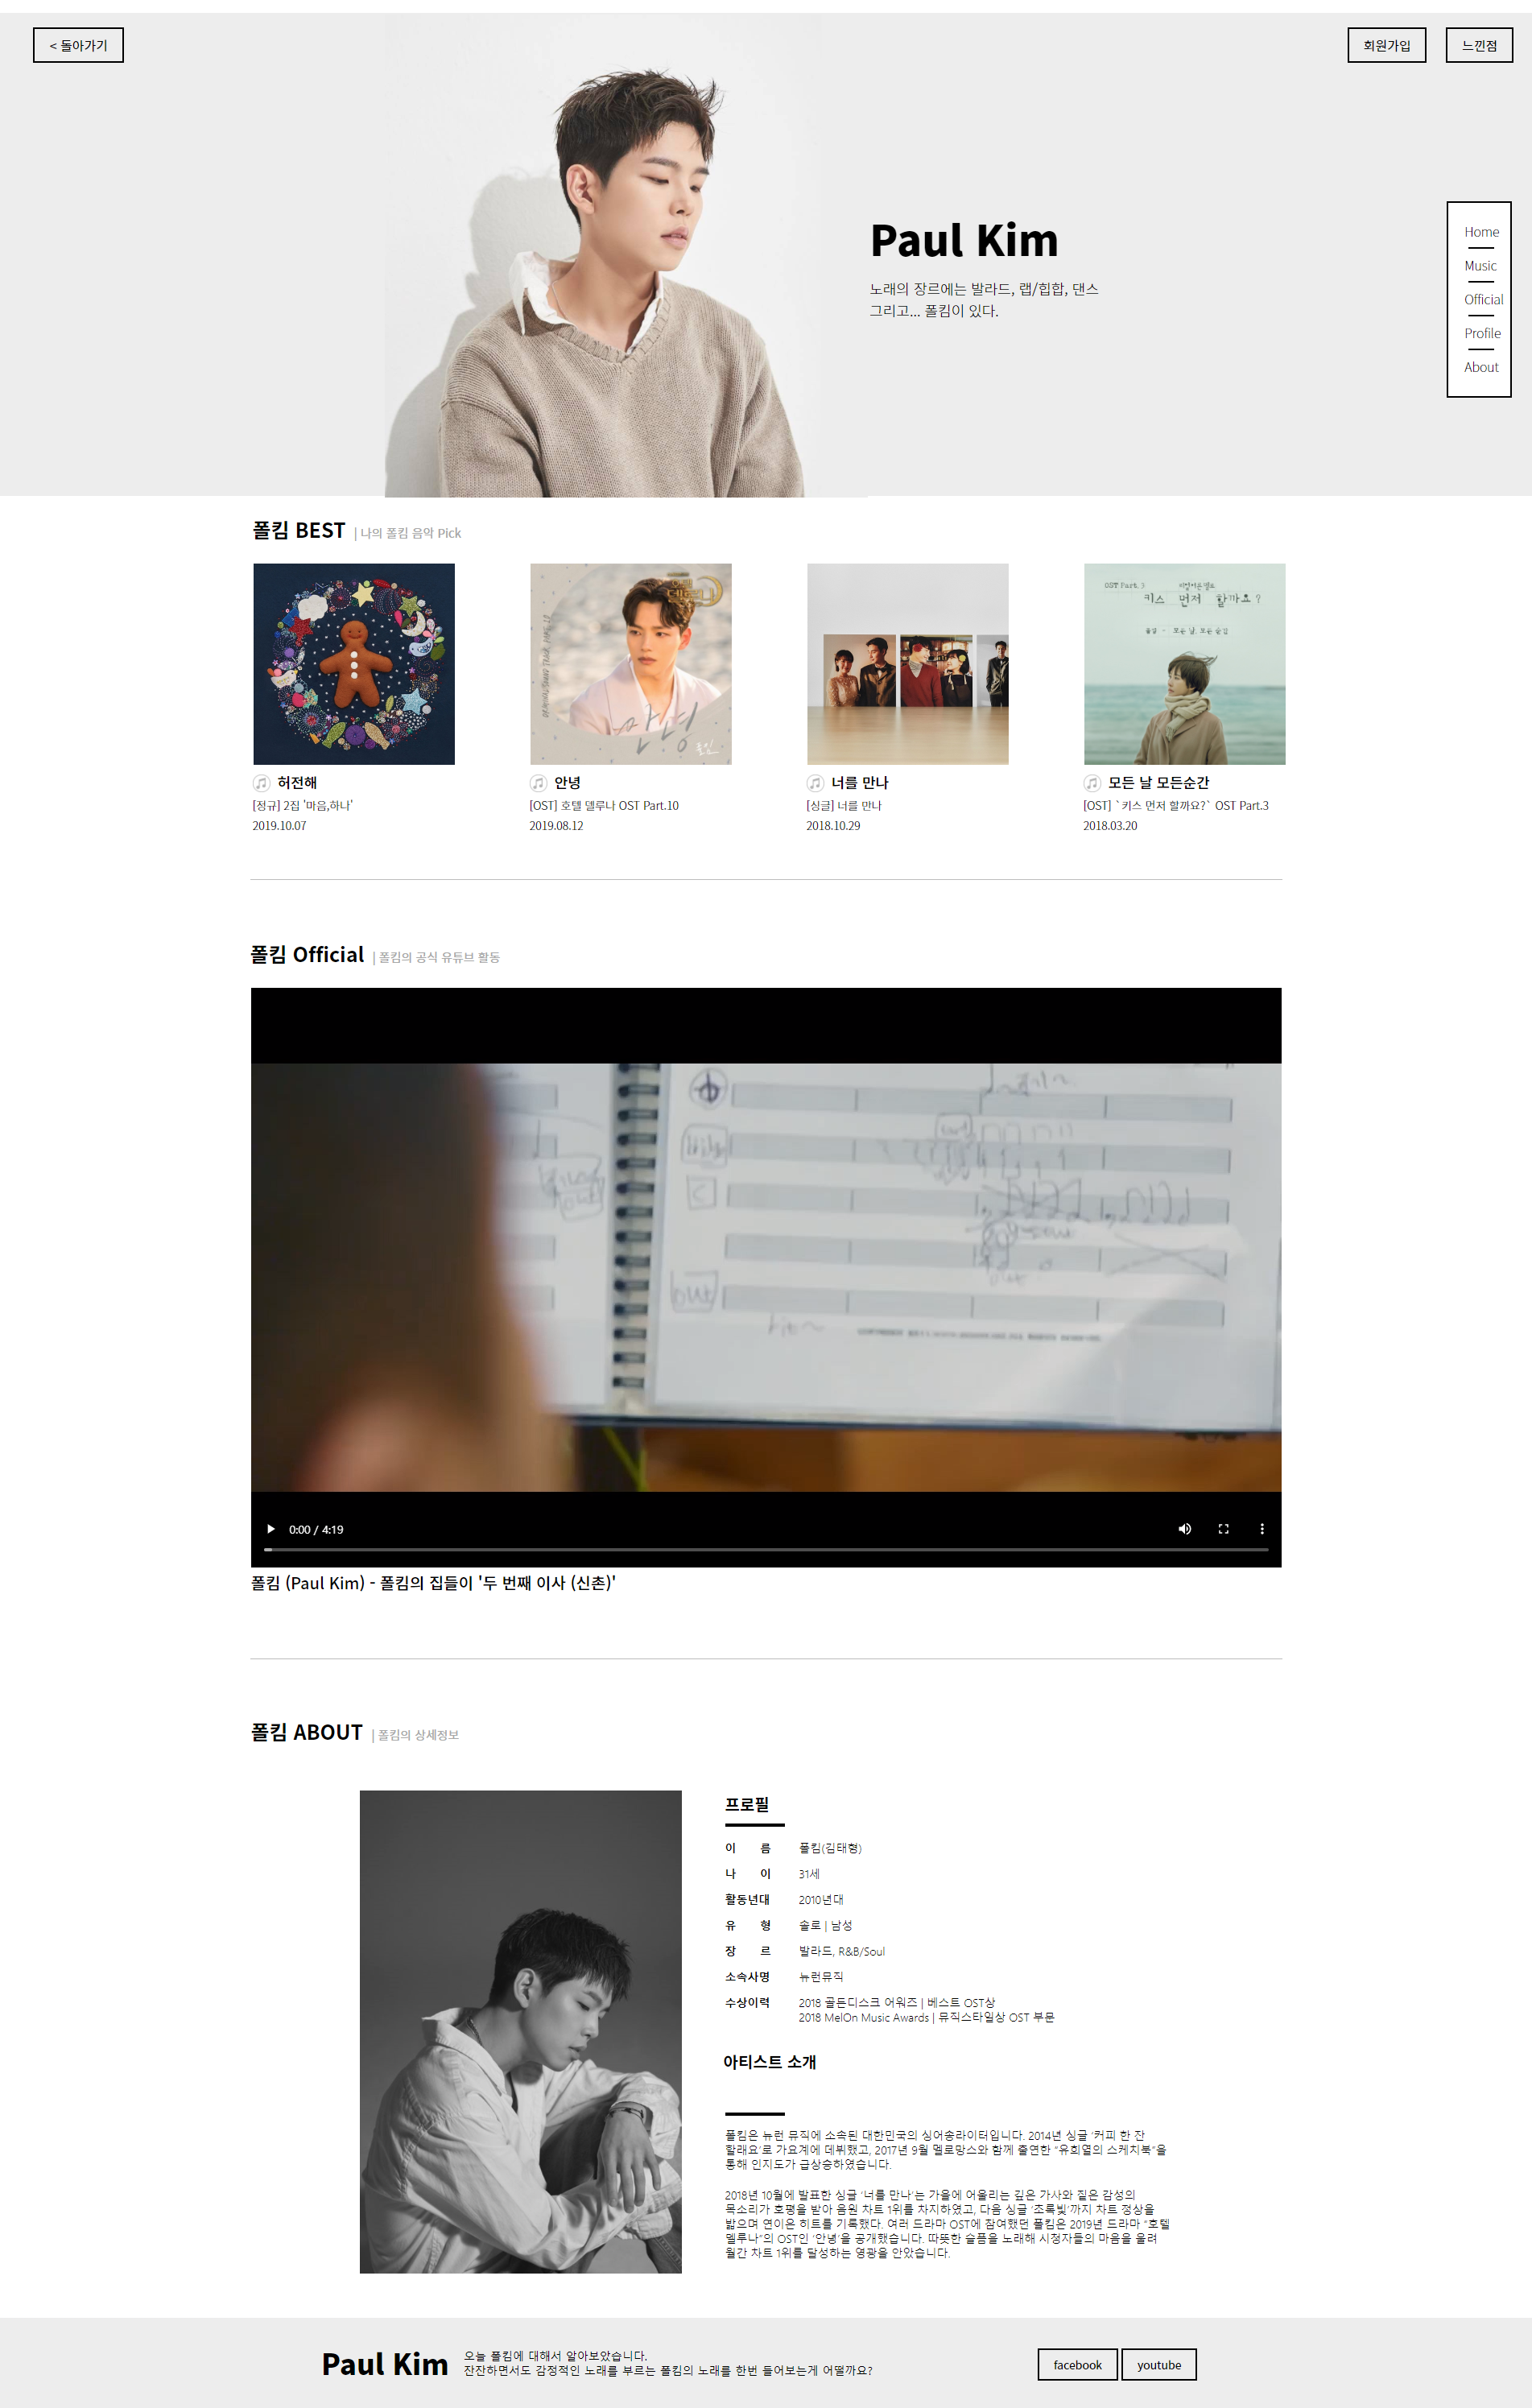 < 돌아가기
회원가입
느낀점
Paul Kim
노래의 장르에는 발라드, 랩/힙합, 댄스
그리고... 폴킴이 있다.
Home
Music
Official
Profile
About
폴킴 BEST | 나의 폴킴 음악 Pick
안녕
폴킴
OST Part. 3
키스 먼저 할까요?
폴킴 - 모든 날, 모든 순간
허전해
[정규] 2집 '마음,하나'
2019.10.07
안녕
[OST] 호텔 델루나 OST Part.10
2019.08.12
너를 만나
[싱글] 너를 만나
2018.10.29
모든 날 모든순간
[OST] `키스 먼저 할까요?` OST Part.3
2018.03.20
폴킴 Official | 폴킴의 공식 유튜브 활동
out
0:00 / 4:19
폴킴 (Paul Kim) - 폴킴의 집들이 '두 번째 이사 (신촌)'
폴킴 ABOUT | 폴킴의 상세정보
프로필
이 름 폴킴(김태형)
나 이 31세
활동년대 2010년대
유 형 솔로 | 남성
장 르 발라드, R&B/Soul
소속사명 뉴런뮤직
수상이력 2018 골든디스크 어워즈 | 베스트 OST상
2018 MelOn Music Awards | 뮤직스타일상 OST 부문
아티스트 소개
폴킴은 뉴런 뮤직에 소속된 대한민국의 싱어송라이터입니다. 2014년 싱글 '커피 한 잔
할래요'로 가요계에 데뷔했고, 2017년 9월 멜로망스와 함께 출연한 "유희열의 스케치북"을
통해 인지도가 급상승하였습니다.
2018년 10월에 발표한 싱글 '너를 만나'는 가을에 어울리는 깊은 가사와 짙은 감성의
목소리가 호평을 받아 음원 차트 1위를 차지하였고, 다음 싱글 '초록빛'까지 차트 정상을
밟으며 연이은 히트를 기록했다. 여러 드라마 OST에 참여했던 폴킴은 2019년 드라마 "호텔
델루나"의 OST인 '안녕'을 공개했습니다. 따뜻한 슬픔을 노래해 시청자들의 마음을 울려
월간 차트 1위를 달성하는 영광을 안았습니다.
Paul Kim
오늘 폴킴에 대해서 알아보았습니다.
잔잔하면서도 감정적인 노래를 부르는 폴킴의 노래를 한번 들어보는게 어떨까요?
facebook
youtube